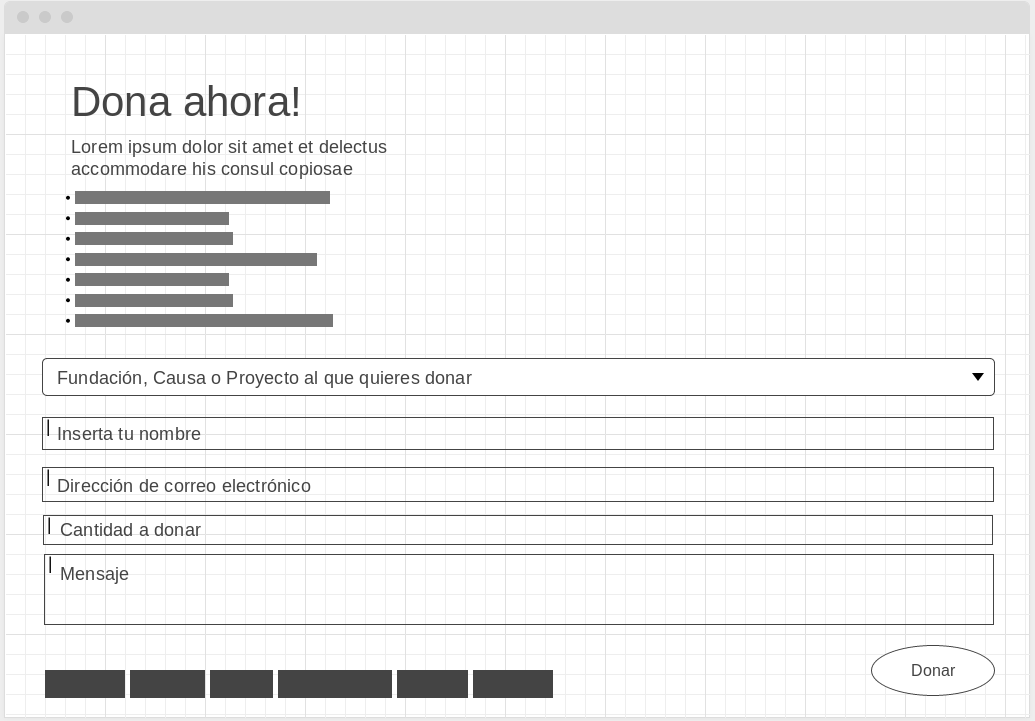 Dona ahora!
Lorem ipsum dolor sit amet et delectus
accommodare his consul copiosae
Fundación, Causa o Proyecto al que quieres donar
Inserta tu nombre
Dirección de correo electrónico
Cantidad a donar
Mensaje
Donar